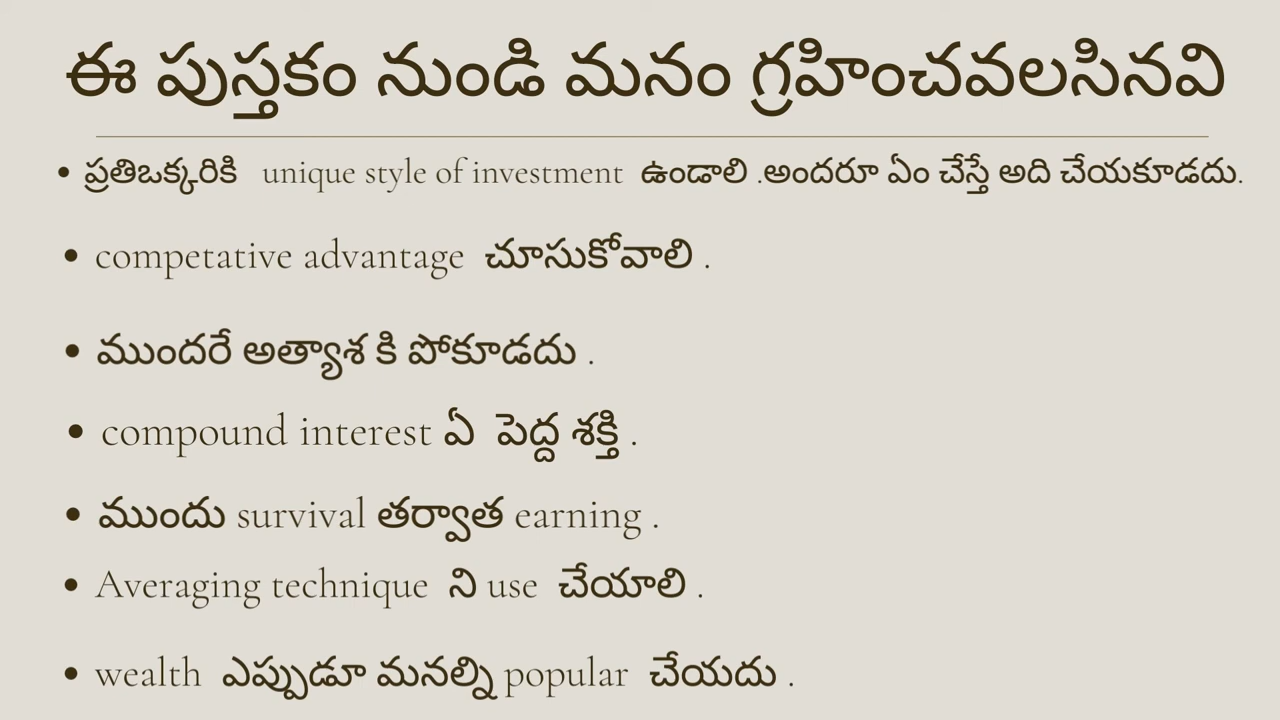 ఈ పుస్తకం నుండి మనం గ్రహించవలసినవి
• ప్రతిఒక్కరికి unique style of investment ఉండాలి .అందరూ ఏం చేస్తే అది చేయకూడదు.
• competative advantage చూసుకోవాలి .
• ముందరే అత్యాశ కి పోకూడదు .
• compound interest ఏ పెద్ద శక్తి .
• ముందు survival తర్వాత earning .
• Averaging technique ని use చేయాలి .
• wealth ఎప్పుడూ మనల్ని popular చేయదు .